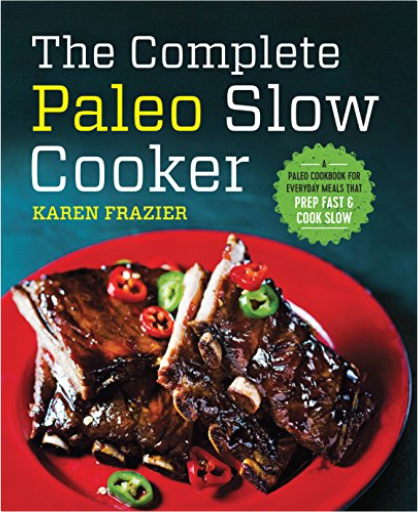 The Complete
Paleo Slow
Cooker
KAREN FRAZIER
A
PALEO COOKBOOK FOR
EVERYDAY MEALS THAT
PREP FAST &
COOK SLOW